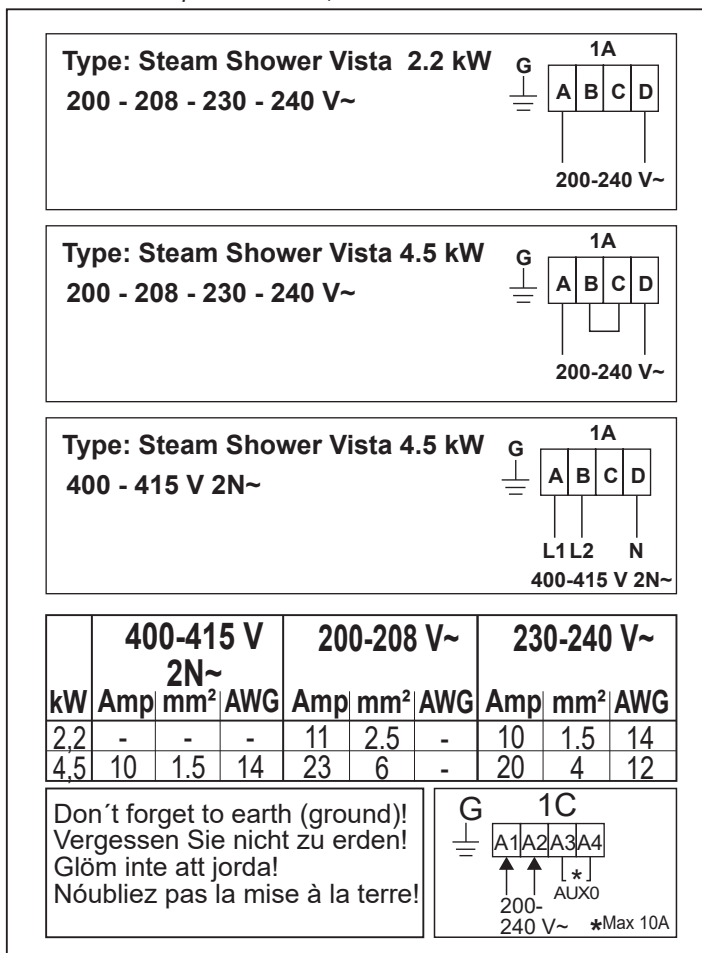 Type: Steam Shower Vista 2.2 kW
200 - 208 - 230 - 240 V~
G
1A
A B C D
200-240 V~
Type: Steam Shower Vista 4.5 kW
200 - 208 - 230 - 240 V~
G
1A
A B C D
200-240 V~
Type: Steam Shower Vista 4.5 kW
400 - 415 V 2N~
G
1A
A B C D
L1 L2 N
400-415 V 2N~
400-415 V 200-208 V~ 230-240 V~
2N~
kW Amp mm² AWG Amp mm² AWG Amp mm² AWG
2,2 - - - 11 2.5 - 10 1.5 14
4,5 10 1.5 14 23 6 - 20 4 12
Don´t forget to earth (ground)!
Vergessen Sie nicht zu erden!
Glöm inte att jorda!
Nóubliez pas la mise à la terre!
G 1C
A1 A2 A3 A4
*
AUX0
200-
240 V~ *Max 10A